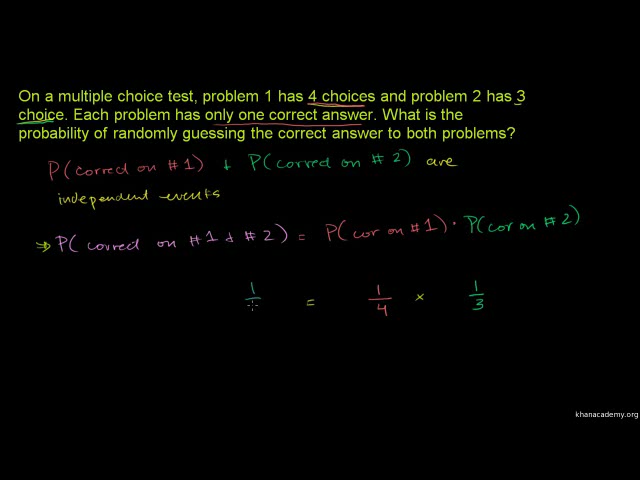 On a multiple choice test, problem 1 has 4 choices and problem 2 has 3
choice. Each problem has only one correct answer. What is the
probability of randomly guessing the correct answer to both problems?
P(correct on #1) + P(correct on #2) are
independent events
⇒ P(correct on #1 + #2) = P(cor on #1) · P(cor on #2)
1/ = 1/4 × 1/3
khanacademy.org